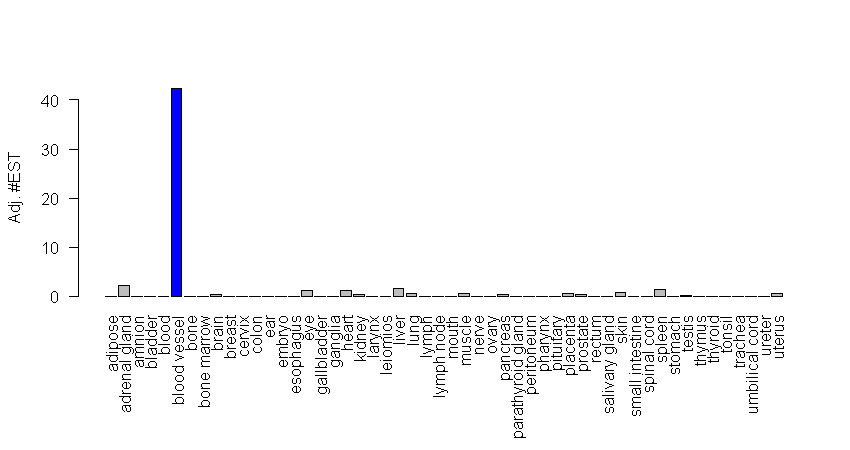 Adj. #EST
40
30
20
10
0
adipose
adrenal gland
amnion
bladder
blood
blood vessel
bone
bone marrow
brain
breast
cervix
colon
ear
embryo
esophagus
eye
gallbladder
ganglia
heart
kidney
larynx
leiomios
liver
lung
lymph
lymph node
mouth
muscle
nerve
ovary
pancreas
parathyroid gland
peritoneum
pharynx
pituitary
placenta
prostate
rectum
salivary gland
skin
small intestine
spinal cord
spleen
stomach
testis
thymus
thyroid
tonsil
trachea
umbilical cord
ureter
uterus